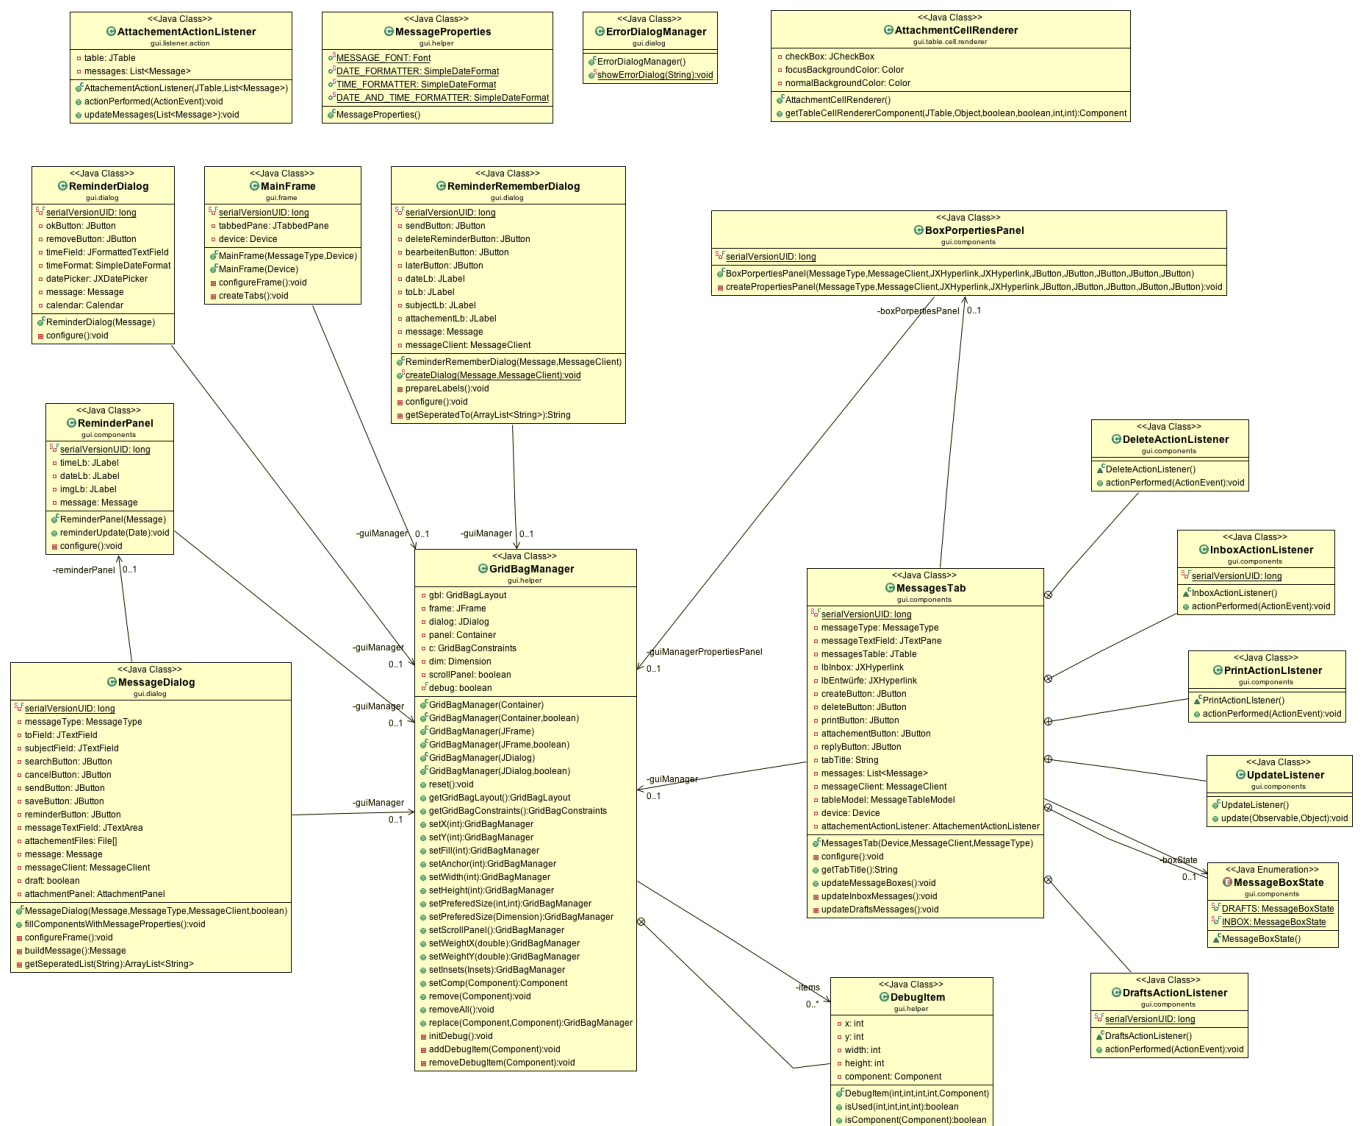 <<Java Class>>
AttachementActionListener
gui.listener.action
table: JTable
messages: List<Message>
AttachementActionListener(JTable,List<Message>)
actionPerformed(ActionEvent):void
updateMessages(List<Message>):void
<<Java Class>>
MessageProperties
gui.helper
MESSAGE_FONT: Font
DATE_FORMATTER: SimpleDateFormat
TIME_FORMATTER: SimpleDateFormat
DATE_AND_TIME_FORMATTER: SimpleDateFormat
MessageProperties()
<<Java Class>>
ErrorDialogManager
gui.dialog
ErrorDialogManager()
showErrorDialog(String):void
<<Java Class>>
AttachmentCellRenderer
gui.table.cell.renderer
checkBox: JCheckBox
focusBackgroundColor: Color
normalBackgroundColor: Color
AttachmentCellRenderer()
getTableCellRendererComponent(JTable,Object,boolean,boolean,int,int):Component
<<Java Class>>
ReminderDialog
gui.dialog
serialVersionUID: long
okButton: JButton
removeButton: JButton
timeField: JFormattedTextField
timeFormat: SimpleDateFormat
datePicker: JXDatePicker
message: Message
calendar: Calendar
ReminderDialog(Message)
configure():void
<<Java Class>>
MainFrame
gui.frame
serialVersionUID: long
tabbedPane: JTabbedPane
device: Device
MainFrame(MessageType,Device)
MainFrame(Device)
configureFrame():void
createTabs():void
<<Java Class>>
ReminderRememberDialog
gui.dialog
serialVersionUID: long
sendButton: JButton
deleteReminderButton: JButton
bearbeitenButton: JButton
laterButton: JButton
dateLb: JLabel
toLb: JLabel
subjectLb: JLabel
attachementLb: JLabel
message: Message
messageClient: MessageClient
ReminderRememberDialog(Message,MessageClient)
createDialog(Message,MessageClient):void
prepareLabels():void
configure():void
getSeperatedTo(ArrayList<String>):String
<<Java Class>>
BoxPorpertiesPanel
gui.components
serialVersionUID: long
BoxPorpertiesPanel(MessageType,MessageClient,JXHyperlink,JXHyperlink,JButton,JButton,JButton,JButton,JButton)
createPropertiesPanel(MessageType,MessageClient,JXHyperlink,JXHyperlink,JButton,JButton,JButton,JButton,JButton):void
-boxPorpertiesPanel
0..1
<<Java Class>>
ReminderPanel
gui.components
serialVersionUID: long
timeLb: JLabel
dateLb: JLabel
imgLb: JLabel
message: Message
ReminderPanel(Message)
reminderUpdate(Date):void
configure():void
-reminderPanel
0..1
-guiManager
0..1
-guiManager
0..1
<<Java Class>>
DeleteActionListener
gui.components
DeleteActionListener()
actionPerformed(ActionEvent):void
<<Java Class>>
InboxActionListener
gui.components
serialVersionUID: long
InboxActionListener()
actionPerformed(ActionEvent):void
<<Java Class>>
GridBagManager
gui.helper
gbl: GridBagLayout
frame: JFrame
dialog: JDialog
panel: Container
c: GridBagConstraints
dim: Dimension
scrollPanel: boolean
debug: boolean
GridBagManager(Container)
GridBagManager(Container,boolean)
GridBagManager(JFrame)
GridBagManager(JFrame,boolean)
GridBagManager(JDialog)
GridBagManager(JDialog,boolean)
reset():void
getGridBagLayout():GridBagLayout
getGridBagConstraints():GridBagConstraints
setX(int):GridBagManager
setY(int):GridBagManager
setFill(int):GridBagManager
setAnchor(int):GridBagManager
setWidth(int):GridBagManager
setHeight(int):GridBagManager
setPreferedSize(int,int):GridBagManager
setPreferedSize(Dimension):GridBagManager
setScrollPanel():GridBagManager
setWeightX(double):GridBagManager
setWeightY(double):GridBagManager
setInsets(Insets):GridBagManager
setComp(Component):Component
remove(Component):void
removeAll():void
replace(Component,Component):GridBagManager
initDebug():void
addDebugItem(Component):void
removeDebugItem(Component):void
-guiManager
0..1
-guiManager
0..1
-guiManager
0..1
-guiManagerPropertiesPanel
0..1
-guiManager
0..1
<<Java Class>>
MessagesTab
gui.components
serialVersionUID: long
messageType: MessageType
messageTextField: JTextPane
messagesTable: JTable
lbInbox: JXHyperlink
lbEntwürfe: JXHyperlink
createButton: JButton
deleteButton: JButton
printButton: JButton
attachementButton: JButton
replyButton: JButton
tabTitle: String
messages: List<Message>
messageClient: MessageClient
tableModel: MessageTableModel
device: Device
attachementActionListener: AttachementActionListener
MessagesTab(Device,MessageClient,MessageType)
configure():void
getTabTitle():String
updateMessageBoxes():void
updateInboxMessages():void
updateDraftsMessages():void
<<Java Class>>
PrintActionLIstener
gui.components
PrintActionLIstener()
actionPerformed(ActionEvent):void
<<Java Class>>
UpdateListener
gui.components
UpdateListener()
update(Observable,Object):void
-boxState
0..1
<<Java Enumeration>>
MessageBoxState
gui.components
DRAFTS: MessageBoxState
INBOX: MessageBoxState
MessageBoxState()
<<Java Class>>
MessageDialog
gui.dialog
serialVersionUID: long
messageType: MessageType
toField: JTextField
subjectField: JTextField
searchButton: JButton
cancelButton: JButton
sendButton: JButton
saveButton: JButton
reminderButton: JButton
messageTextField: JTextArea
attachementFiles: File[]
message: Message
messageClient: MessageClient
draft: boolean
attachmentPanel: AttachmentPanel
MessageDialog(Message,MessageType,MessageClient,boolean)
fillComponentsWithMessageProperties():void
configureFrame():void
buildMessage():Message
getSeperatedList(String):ArrayList<String>
-items
0..*
<<Java Class>>
DebugItem
gui.helper
x: int
y: int
width: int
height: int
component: Component
DebugItem(int,int,int,int,Component)
isUsed(int,int,int,int):boolean
isComponent(Component):boolean
<<Java Class>>
DraftsActionListener
gui.components
serialVersionUID: long
DraftsActionListener()
actionPerformed(ActionEvent):void